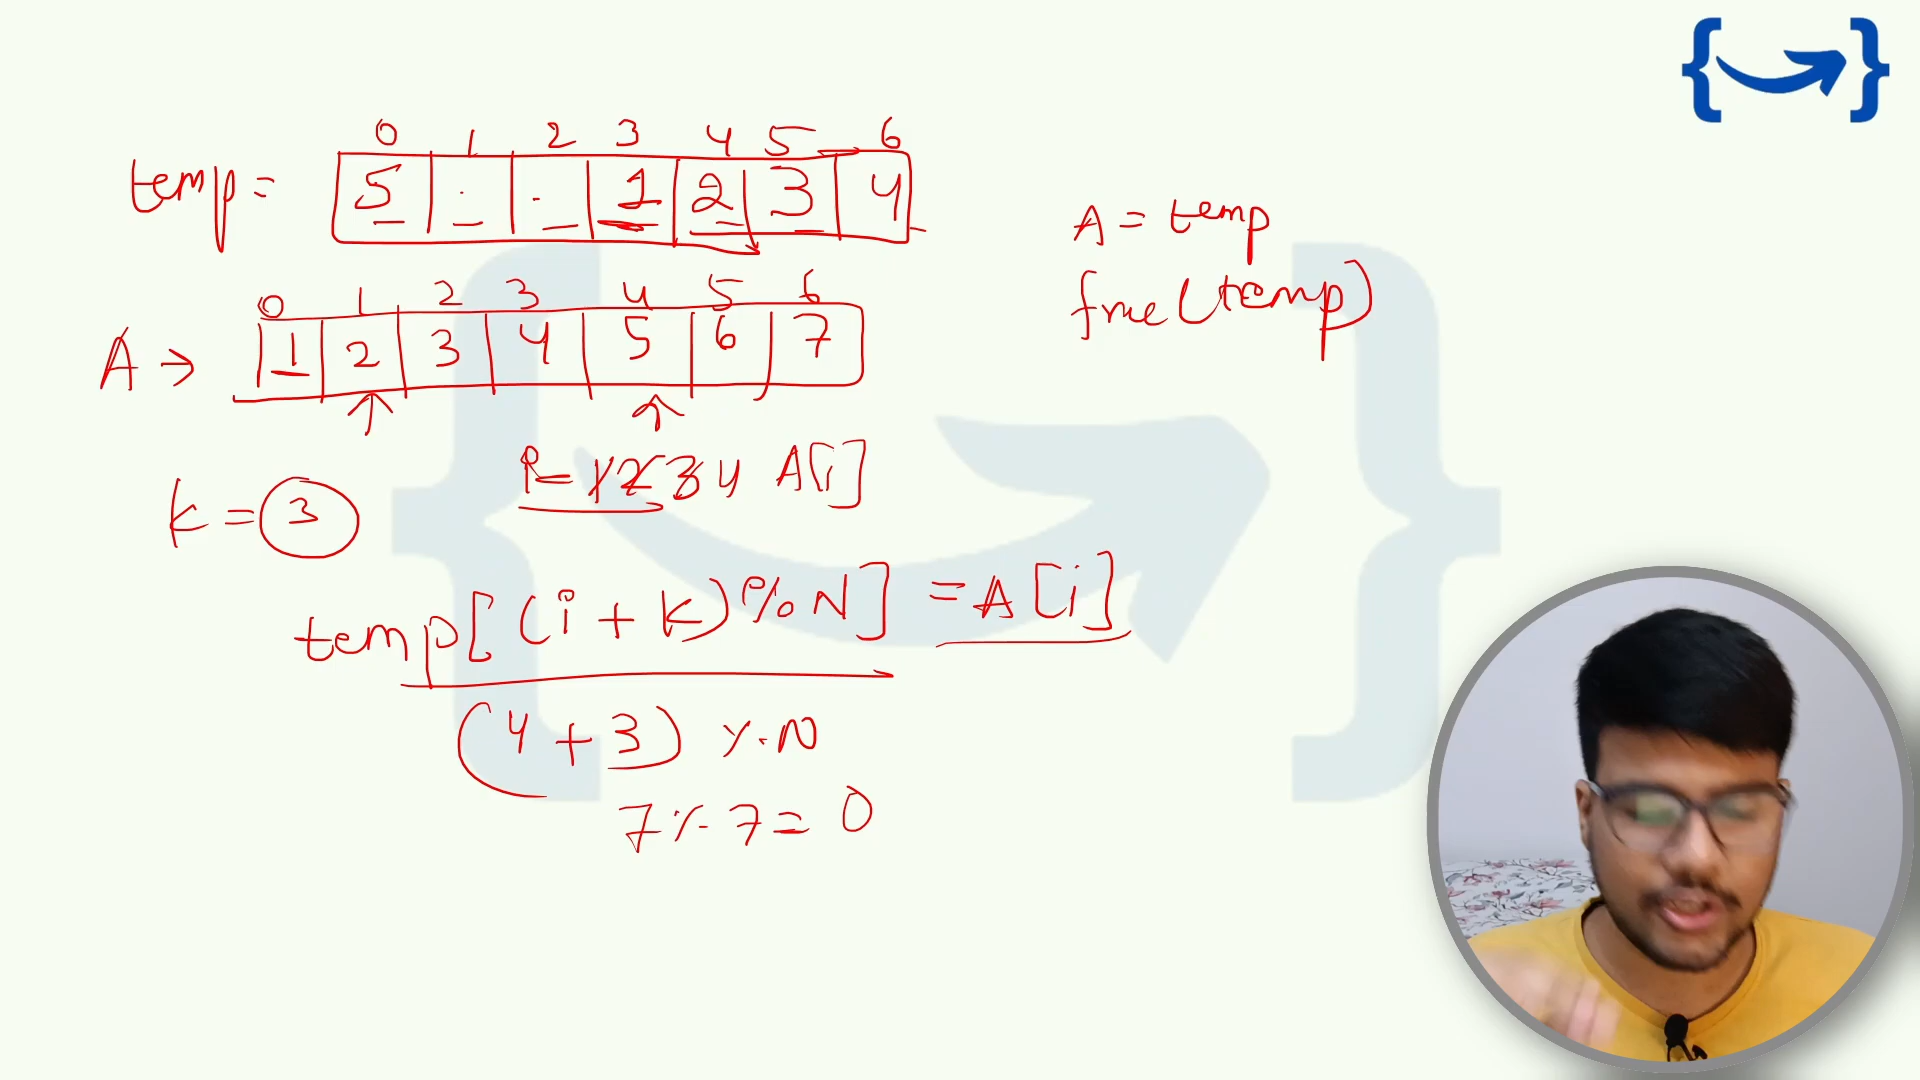 0 1 2 3 4 5 6
temp = 5 . . 1 2 3 4
A = temp
free(temp)
0 1 2 3 4 5 6
A → 1 2 3 4 5 6 7
1 2 3 4 A[i]
k = 3
temp[(i + k) % N] = A[i]
(4 + 3) % N
7 % 7 = 0